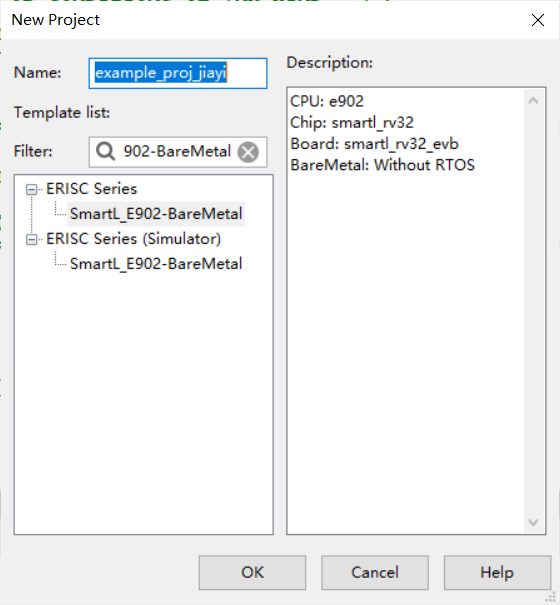 New Project
Name: example_proj_jiayi
Template list:
Filter: 902-BareMetal
ERISC Series
SmartL_E902-BareMetal
ERISC Series (Simulator)
SmartL_E902-BareMetal
Description:
CPU: e902
Chip: smartl_rv32
Board: smartl_rv32_evb
BareMetal: Without RTOS
OK Cancel Help